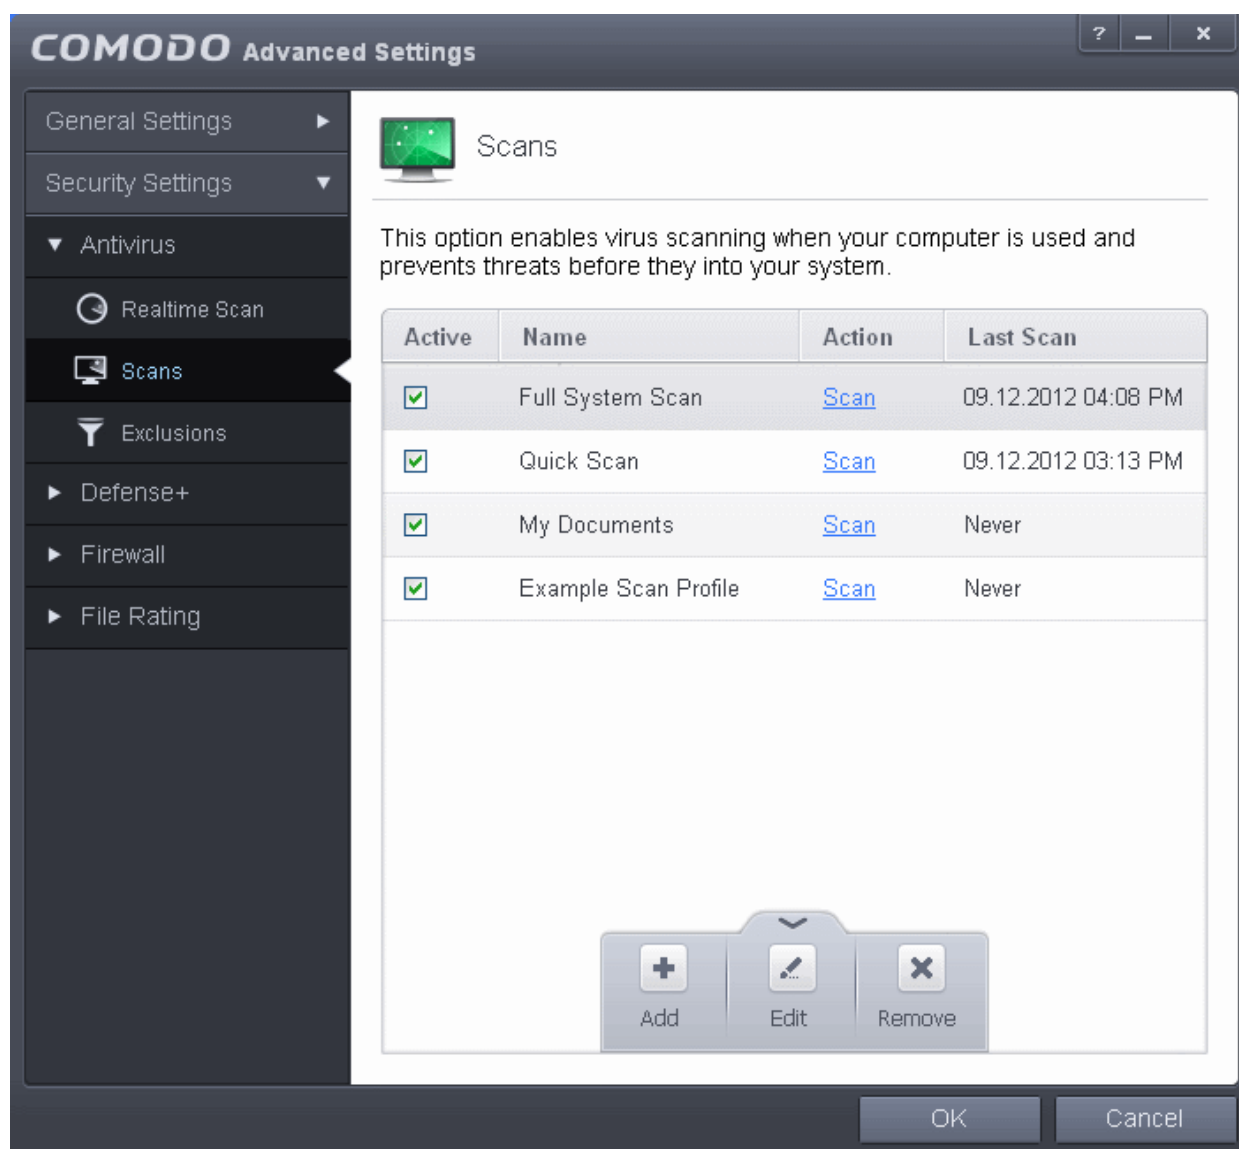 COMODO Advanced Settings
?
General Settings
Security Settings
Antivirus
Realtime Scan
Scans
Exclusions
Defense+
Firewall
File Rating
Scans
This option enables virus scanning when your computer is used and
prevents threats before they into your system.
Active Name Action Last Scan
Full System Scan Scan 09.12.2012 04:08 PM
Quick Scan Scan 09.12.2012 03:13 PM
My Documents Scan Never
Example Scan Profile Scan Never
Add Edit Remove
OK Cancel